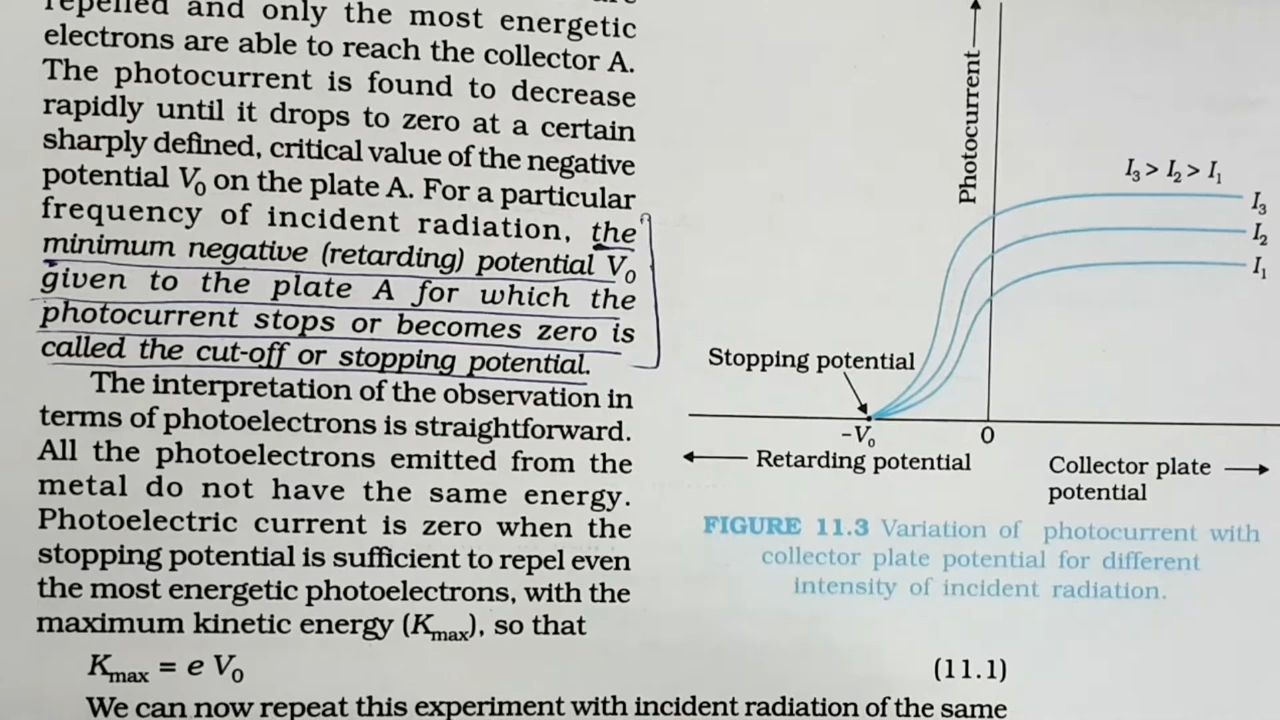 repelled and only the most energetic
electrons are able to reach the collector A.
The photocurrent is found to decrease
rapidly until it drops to zero at a certain
sharply defined, critical value of the negative
potential V₀ on the plate A. For a particular
frequency of incident radiation, the
minimum negative (retarding) potential V₀
given to the plate A for which the
photocurrent stops or becomes zero is
called the cut-off or stopping potential.
The interpretation of the observation in
terms of photoelectrons is straightforward.
All the photoelectrons emitted from the
metal do not have the same energy.
Photoelectric current is zero when the
stopping potential is sufficient to repel even
the most energetic photoelectrons, with the
maximum kinetic energy (Kmax), so that
Kmax = e V₀ (11.1)
We can now repeat this experiment with incident radiation of the same
Photocurrent
I₃ > I₂ > I₁
I₃
I₂
I₁
Stopping potential
-V₀ 0
Retarding potential
Collector plate
potential
FIGURE 11.3 Variation of photocurrent with
collector plate potential for different
intensity of incident radiation.